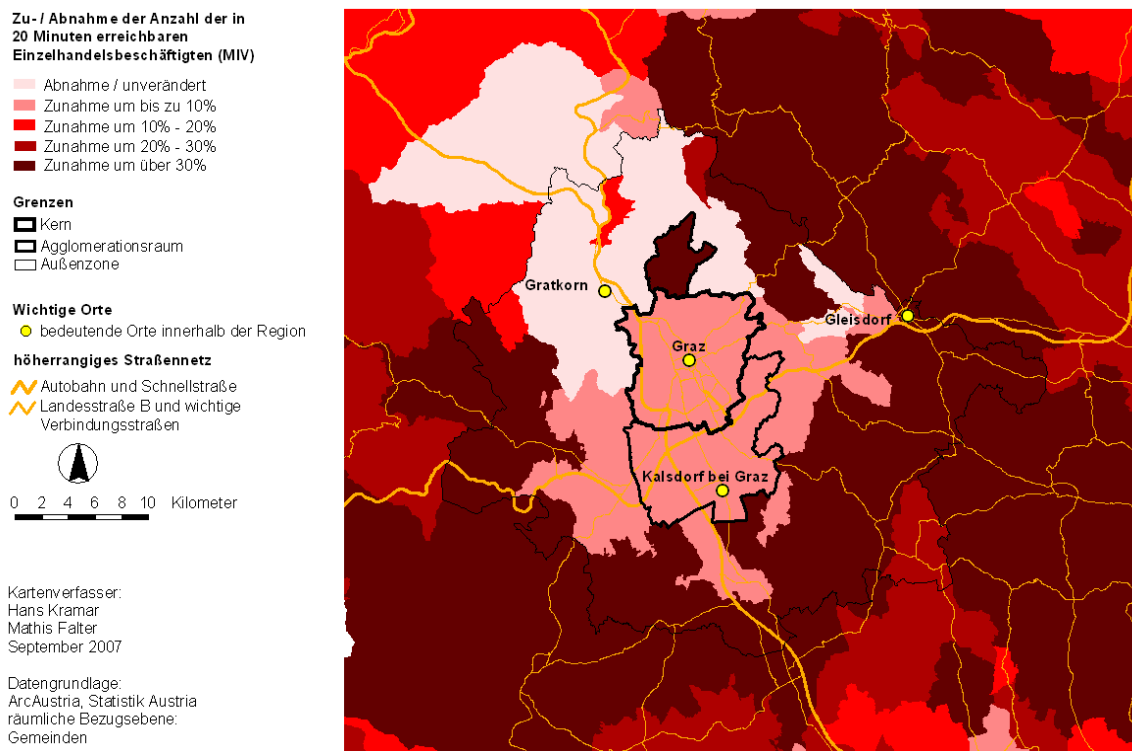 Zu- / Abnahme der Anzahl der in
20 Minuten erreichbaren
Einzelhandelsbeschäftigten (MIV)
Abnahme / unverändert
Zunahme um bis zu 10%
Zunahme um 10% - 20%
Zunahme um 20% - 30%
Zunahme um über 30%
Grenzen
Kern
Agglomerationsraum
Außenzone
Wichtige Orte
bedeutende Orte innerhalb der Region
höherrangiges Straßennetz
Autobahn und Schnellstraße
Landesstraße B und wichtige
Verbindungsstraßen
0 2 4 6 8 10 Kilometer
Kartenverfasser:
Hans Kramar
Mathis Falter
September 2007
Datengrundlage:
ArcAustria, Statistik Austria
räumliche Bezugsebene:
Gemeinden
Gratkorn
Gleisdorf
Graz
Kalsdorf bei Graz